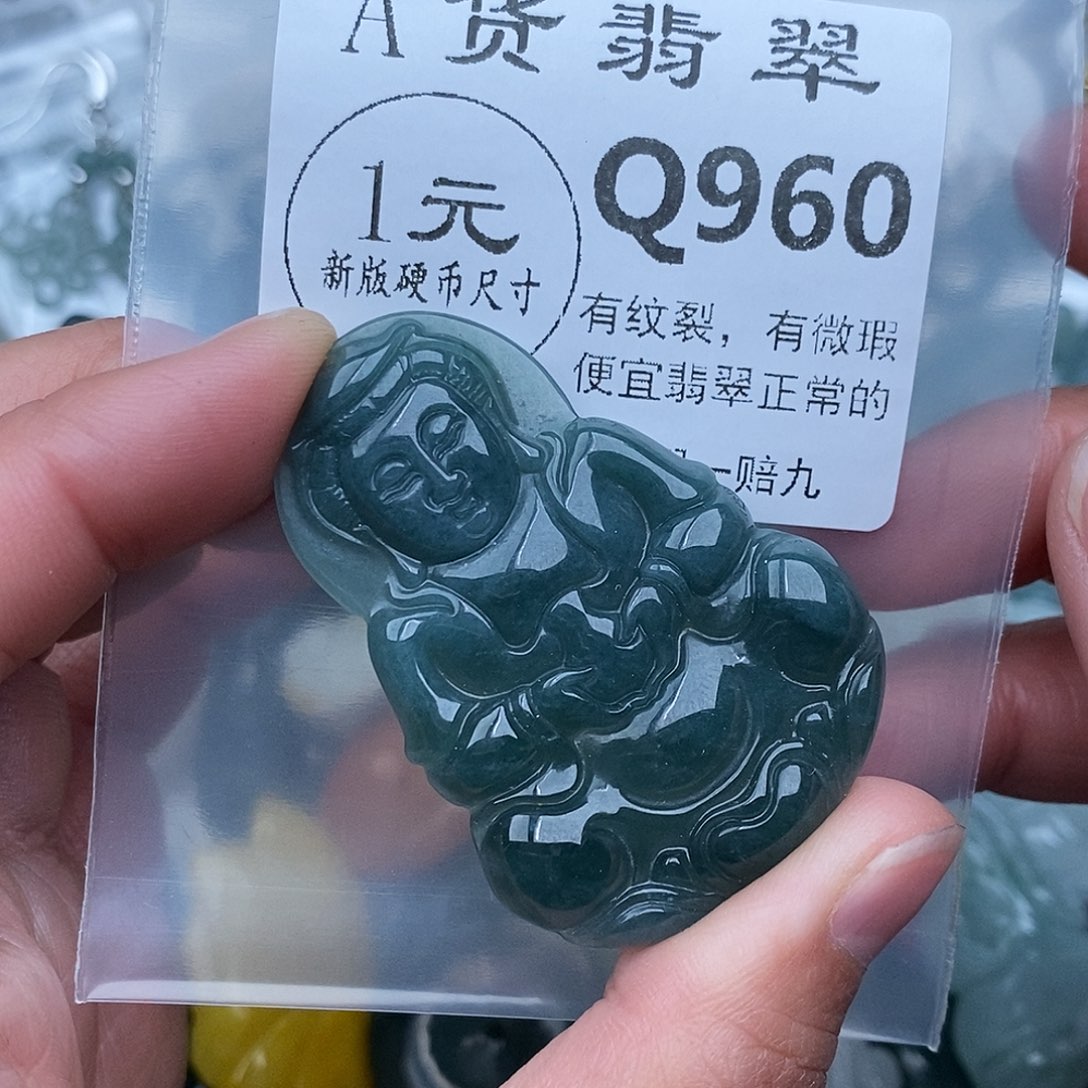 A货翡翠
1元
Q960
新版硬币尺寸
有纹裂，有微瑕
便宜翡翠正常的
一赔九